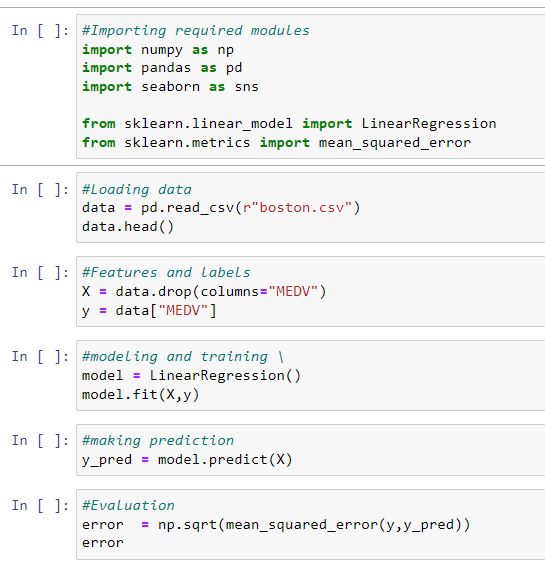 In [ ]: #Importing required modules
import numpy as np
import pandas as pd
import seaborn as sns
from sklearn.linear_model import LinearRegression
from sklearn.metrics import mean_squared_error
In [ ]: #Loading data
data = pd.read_csv(r"boston.csv")
data.head()
In [ ]: #Features and labels
X = data.drop(columns="MEDV")
y = data["MEDV"]
In [ ]: #modeling and training \
model = LinearRegression()
model.fit(X,y)
In [ ]: #making prediction
y_pred = model.predict(X)
In [ ]: #Evaluation
error  = np.sqrt(mean_squared_error(y,y_pred))
error